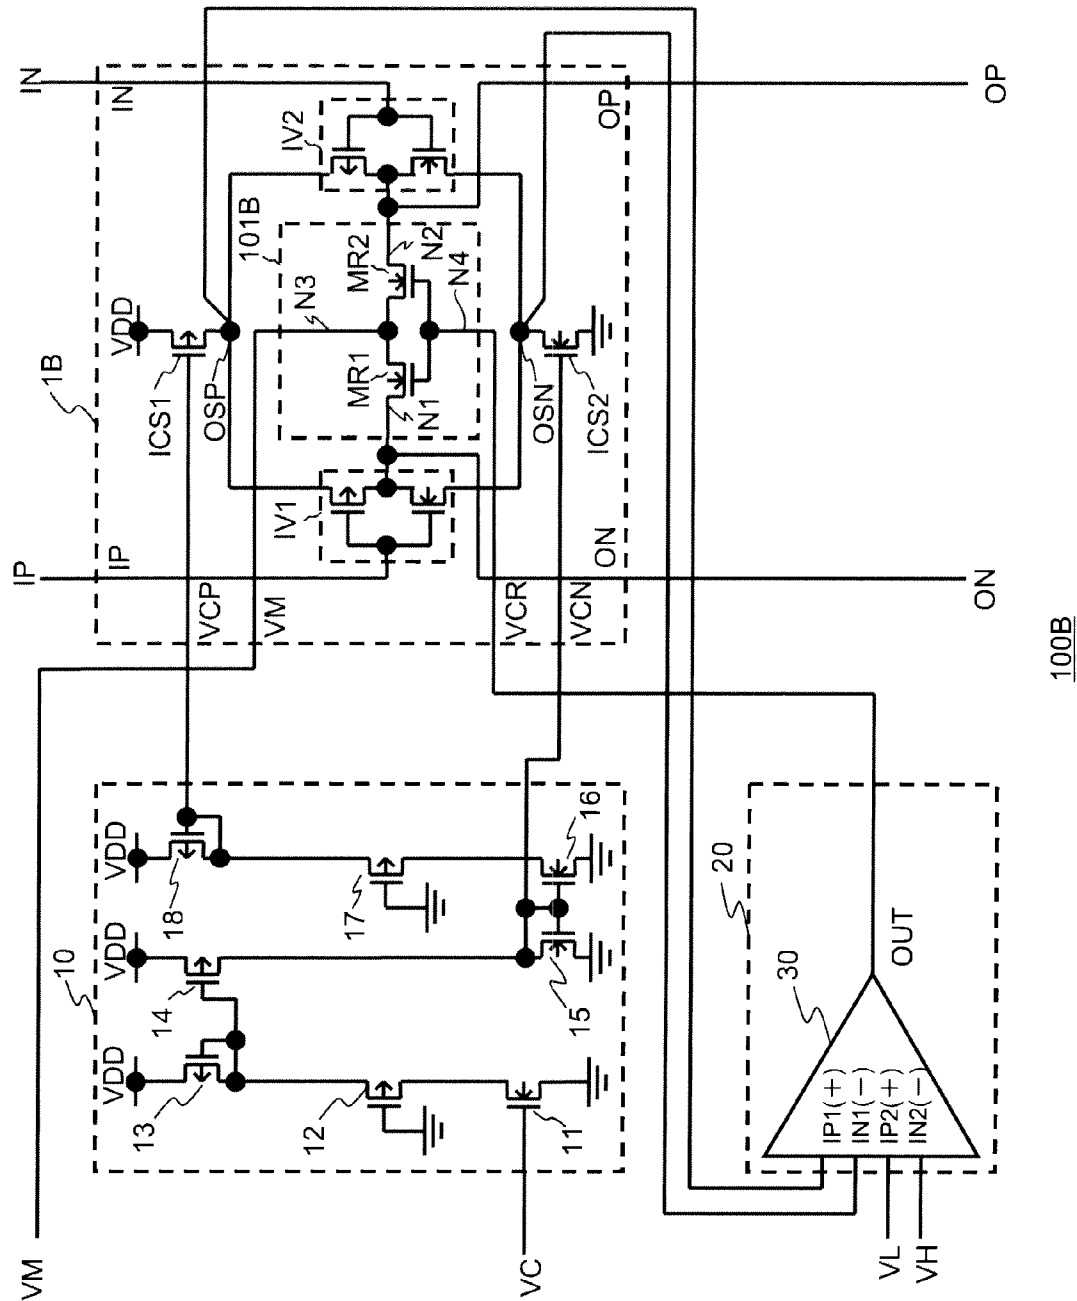 100B
VM
VC
VL
VH
10
13
VDD
14
VDD
18
VDD
12
17
11
15
16
20
30
IP1(+)
IN1(-)
IP2(+)
IN2(-)
OUT
1B
IP
IN
IP
IN
VCP
VM
VCR
VCN
ICS1
VDD
OSP
101B
N3
IV1
IV2
MR1
MR2
N1
N2
N4
OSN
ICS2
ON
OP
ON
OP